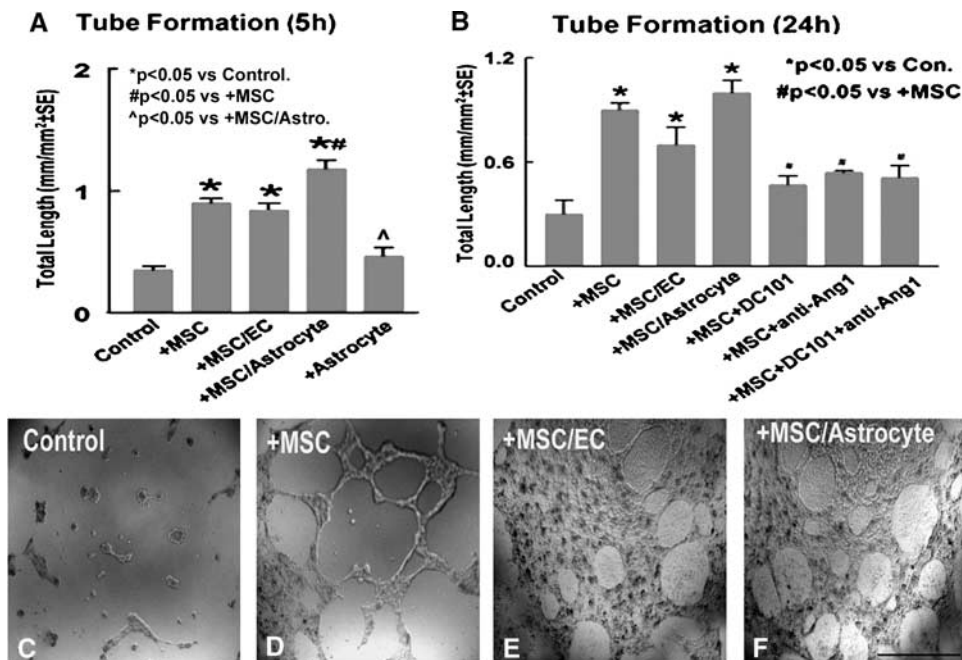 A Tube Formation (5h)
Total Length (mm/mm²±SE)
2
1
0
*p<0.05 vs Control.
#p<0.05 vs +MSC
^p<0.05 vs +MSC/Astro.
*
*
*#
^
Control
+MSC
+MSC/EC
+MSC/Astrocyte
+Astrocyte
B Tube Formation (24h)
Total Length (mm/mm²±SE)
1.2
0.6
0.0
*p<0.05 vs Con.
#p<0.05 vs +MSC
*
*
*
Control
+MSC
+MSC/EC
+MSC/Astrocyte
+MSC+DC101
+MSC+anti-Ang1
+MSC+DC101+anti-Ang1
Control
C
+MSC
D
+MSC/EC
E
+MSC/Astrocyte
F